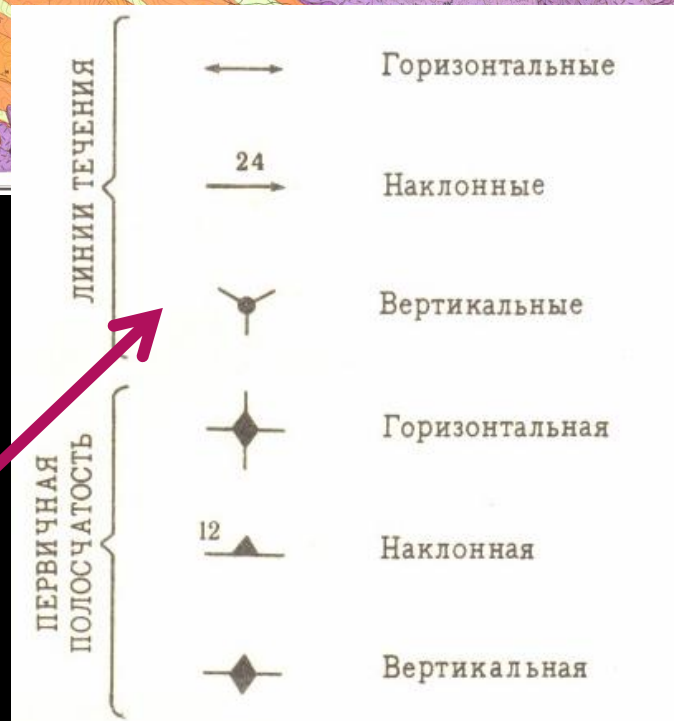 ЛИНИИ ТЕЧЕНИЯ
Горизонтальные
24
Наклонные
Вертикальные
ПЕРВИЧНАЯ
ПОЛОСЧАТОСТЬ
Горизонтальная
12
Наклонная
Вертикальная